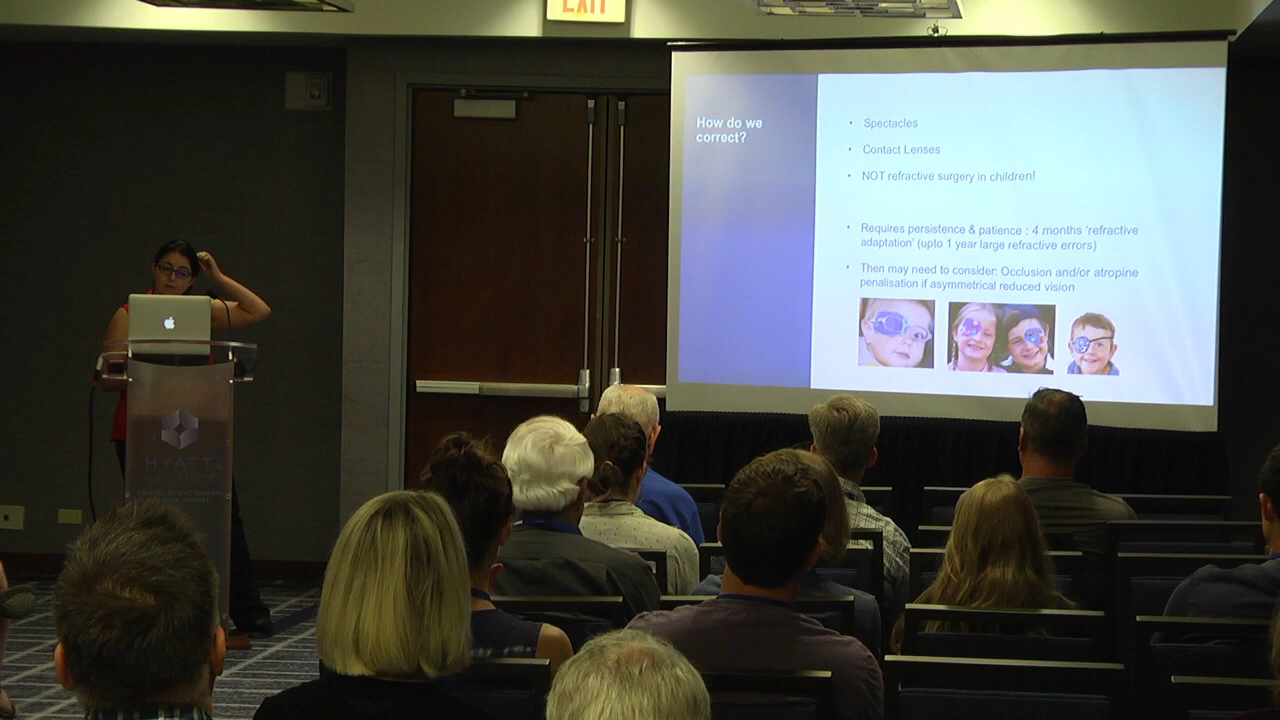 EXIT
How do we
correct?
• Spectacles
• Contact Lenses
• NOT refractive surgery in children!
• Requires persistence & patience : 4 months ‘refractive
adaptation’ (upto 1 year large refractive errors)
• Then may need to consider: Occlusion and/or atropine
penalisation if asymmetrical reduced vision
HYATT